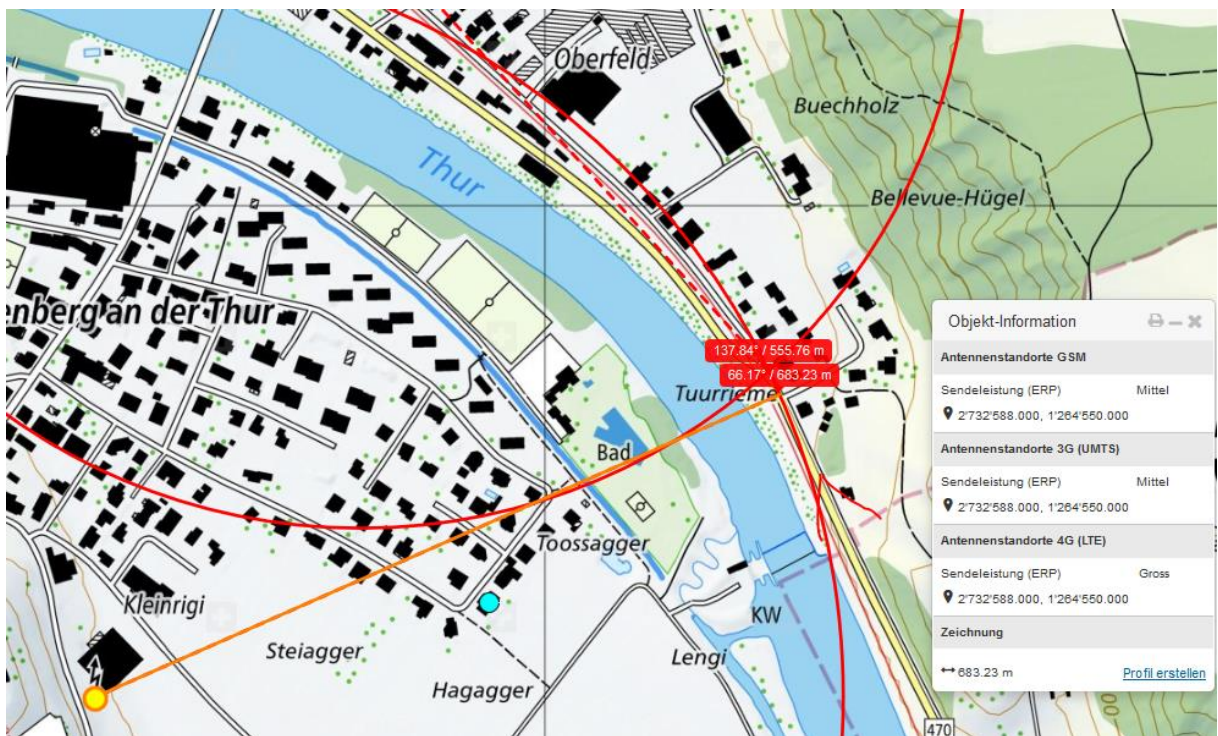 Oberfeld
Buechholz
Thur
Bellevue-Hügel
enberg an der Thur
137.84° / 555.76 m
66.17° / 683.23 m
Tuurrieme
Bad
Toossagger
Kleinrigi
Steiagger
Hagagger
Lengi
KW
470
Objekt-Information
Antennenstandorte GSM
Sendeleistung (ERP) Mittel
2'732'588.000, 1'264'550.000
Antennenstandorte 3G (UMTS)
Sendeleistung (ERP) Mittel
2'732'588.000, 1'264'550.000
Antennenstandorte 4G (LTE)
Sendeleistung (ERP) Gross
2'732'588.000, 1'264'550.000
Zeichnung
683.23 m Profil erstellen